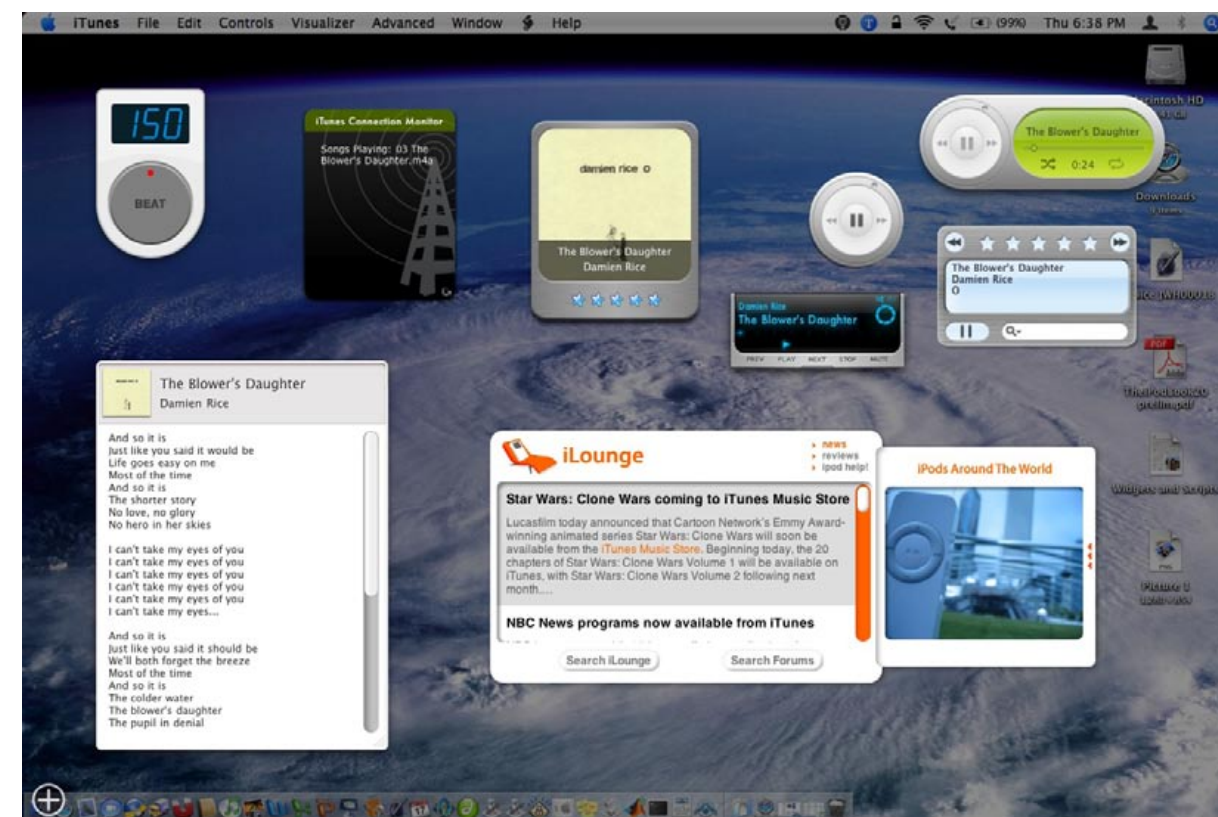 iTunes File Edit Controls Visualizer Advanced Window Help
(99%) Thu 6:38 PM
150
BEAT
iTunes Connection Monitor
Songs Playing: 03 The
Blower's Daughter.m4a
damien rice O
The Blower's Daughter
Damien Rice
The Blower's Daughter
0:24
Macintosh HD
Downloads
The Blower's Daughter
Damien Rice
O
Damien Rice
The Blower's Daughter
PREV PLAY NEXT STOP MUTE
PDF
Widgets and Scripts
Picture 1
The Blower's Daughter
Damien Rice
And so it is
Just like you said it would be
Life goes easy on me
Most of the time
And so it is
The shorter story
No love, no glory
No hero in her skies
I can't take my eyes of you
I can't take my eyes of you
I can't take my eyes of you
I can't take my eyes of you
I can't take my eyes of you
I can't take my eyes...
And so it is
Just like you said it should be
We'll both forget the breeze
Most of the time
And so it is
The colder water
The blower's daughter
The pupil in denial
iLounge
news
reviews
ipod help!
Star Wars: Clone Wars coming to iTunes Music Store
Lucasfilm today announced that Cartoon Network's Emmy Award-
winning animated series Star Wars: Clone Wars will soon be
available from the iTunes Music Store. Beginning today, the 20
chapters of Star Wars: Clone Wars Volume 1 will be available on
iTunes, with Star Wars: Clone Wars Volume 2 following next
month....
NBC News programs now available from iTunes
Search iLounge Search Forums
iPods Around The World